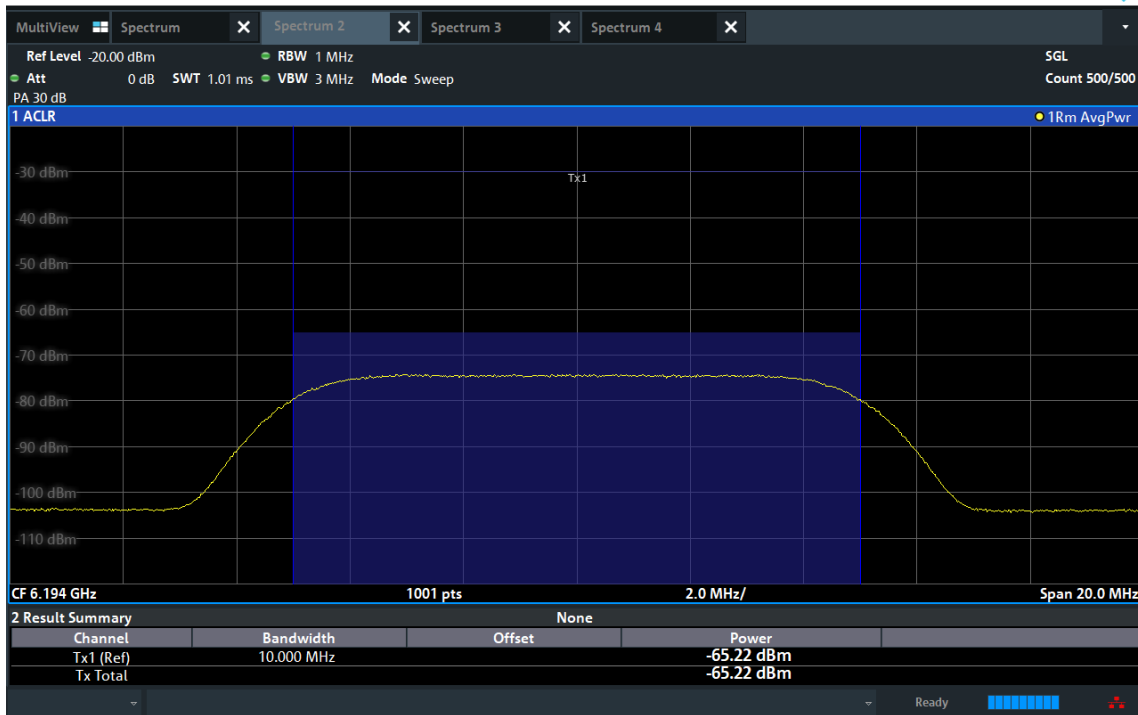 MultiView Spectrum Spectrum 2 Spectrum 3 Spectrum 4
Ref Level -20.00 dBm RBW 1 MHz SGL
Att 0 dB SWT 1.01 ms VBW 3 MHz Mode Sweep Count 500/500
PA 30 dB
1 ACLR 1Rm AvgPwr
-30 dBm
Tx1
-40 dBm
-50 dBm
-60 dBm
-70 dBm
-80 dBm
-90 dBm
-100 dBm
-110 dBm
CF 6.194 GHz 1001 pts 2.0 MHz/ Span 20.0 MHz
2 Result Summary None
Channel Bandwidth Offset Power
Tx1 (Ref) 10.000 MHz -65.22 dBm
Tx Total -65.22 dBm
Ready